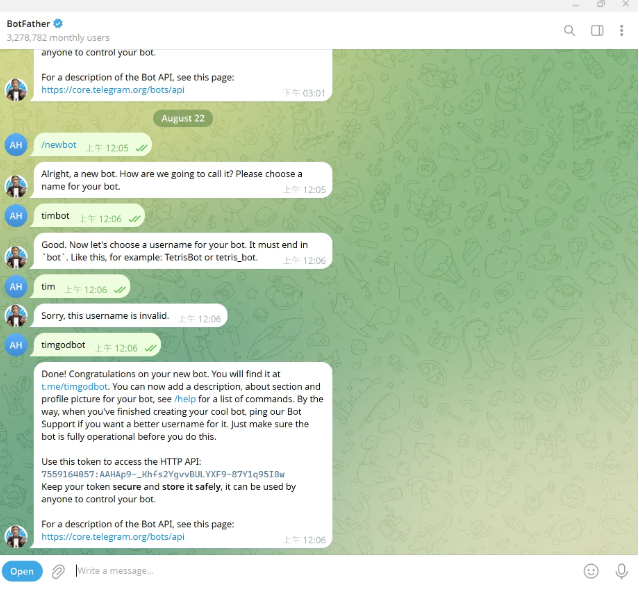 BotFather
3,278,782 monthly users
anyone to control your bot.
For a description of the Bot API, see this page:
https://core.telegram.org/bots/api
下午 03:01
August 22
AH
/newbot 上午 12:05
Alright, a new bot. How are we going to call it? Please choose a
name for your bot.
上午 12:05
AH
timbot 上午 12:06
Good. Now let's choose a username for your bot. It must end in
`bot`. Like this, for example: TetrisBot or tetris_bot.
上午 12:06
AH
tim 上午 12:06
Sorry, this username is invalid. 上午 12:06
AH
timgodbot 上午 12:06
Done! Congratulations on your new bot. You will find it at
t.me/timgodbot. You can now add a description, about section and
profile picture for your bot, see /help for a list of commands. By the
way, when you've finished creating your cool bot, ping our Bot
Support if you want a better username for it. Just make sure the
bot is fully operational before you do this.
Use this token to access the HTTP API:
7559164057:AAHAp9-_Khfs2YgvvBULYXF9-87Y1q95I8w
Keep your token secure and store it safely, it can be used by
anyone to control your bot.
For a description of the Bot API, see this page:
https://core.telegram.org/bots/api
上午 12:06
Open
Write a message...